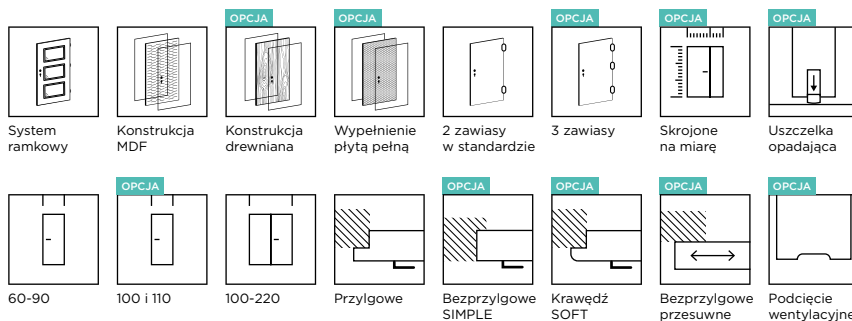 OPCJA OPCJA OPCJA OPCJA OPCJA
System ramkowy
Konstrukcja MDF
Konstrukcja drewniana
Wypełnienie płytą pełną
2 zawiasy w standardzie
3 zawiasy
Skrojone na miarę
Uszczelka opadająca
OPCJA OPCJA OPCJA OPCJA OPCJA
60-90
100 i 110
100-220
Przylgowe
Bezprzylgowe SIMPLE
Krawędź SOFT
Bezprzylgowe przesuwne
Podcięcie wentylacyjne